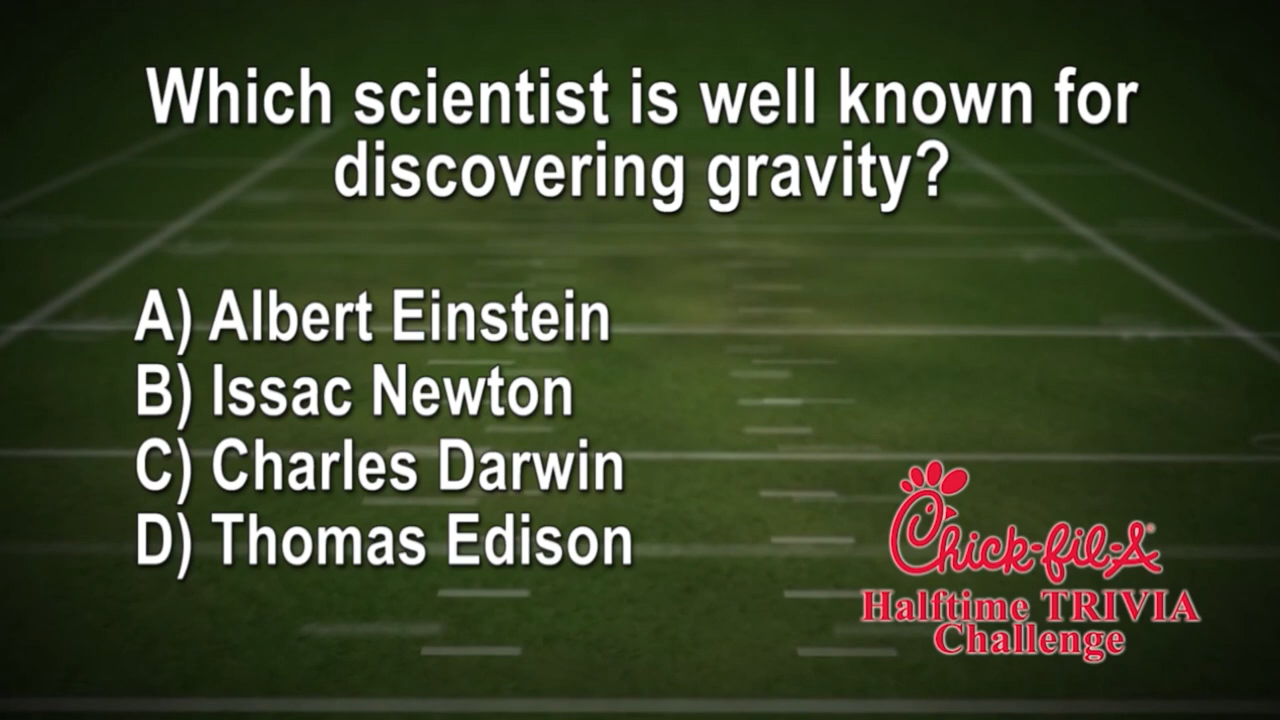 Which scientist is well known for
discovering gravity?
A) Albert Einstein
B) Issac Newton
C) Charles Darwin
D) Thomas Edison
Chick-fil-A®
Halftime TRIVIA
Challenge